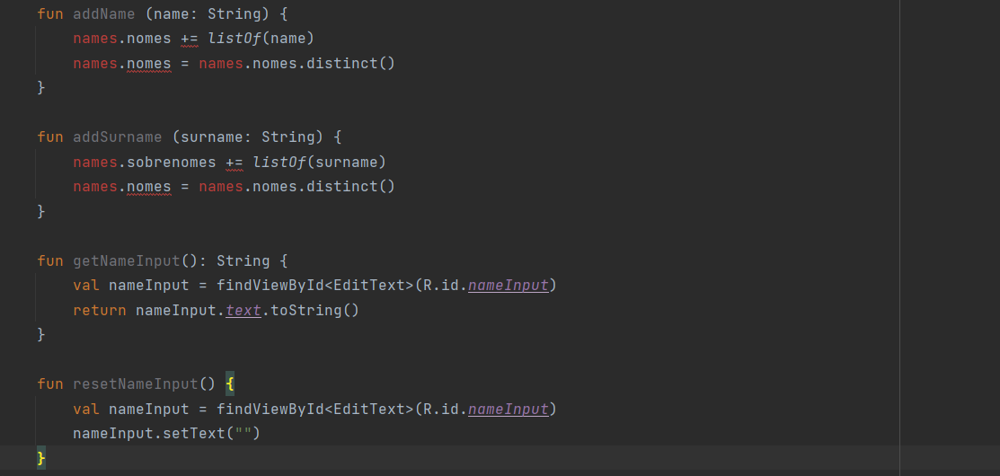 fun addName (name: String) {
names.nomes += listOf(name)
names.nomes = names.nomes.distinct()
}
fun addSurname (surname: String) {
names.sobrenomes += listOf(surname)
names.nomes = names.nomes.distinct()
}
fun getNameInput(): String {
val nameInput = findViewById<EditText>(R.id.nameInput)
return nameInput.text.toString()
}
fun resetNameInput() {
val nameInput = findViewById<EditText>(R.id.nameInput)
nameInput.setText("")
}